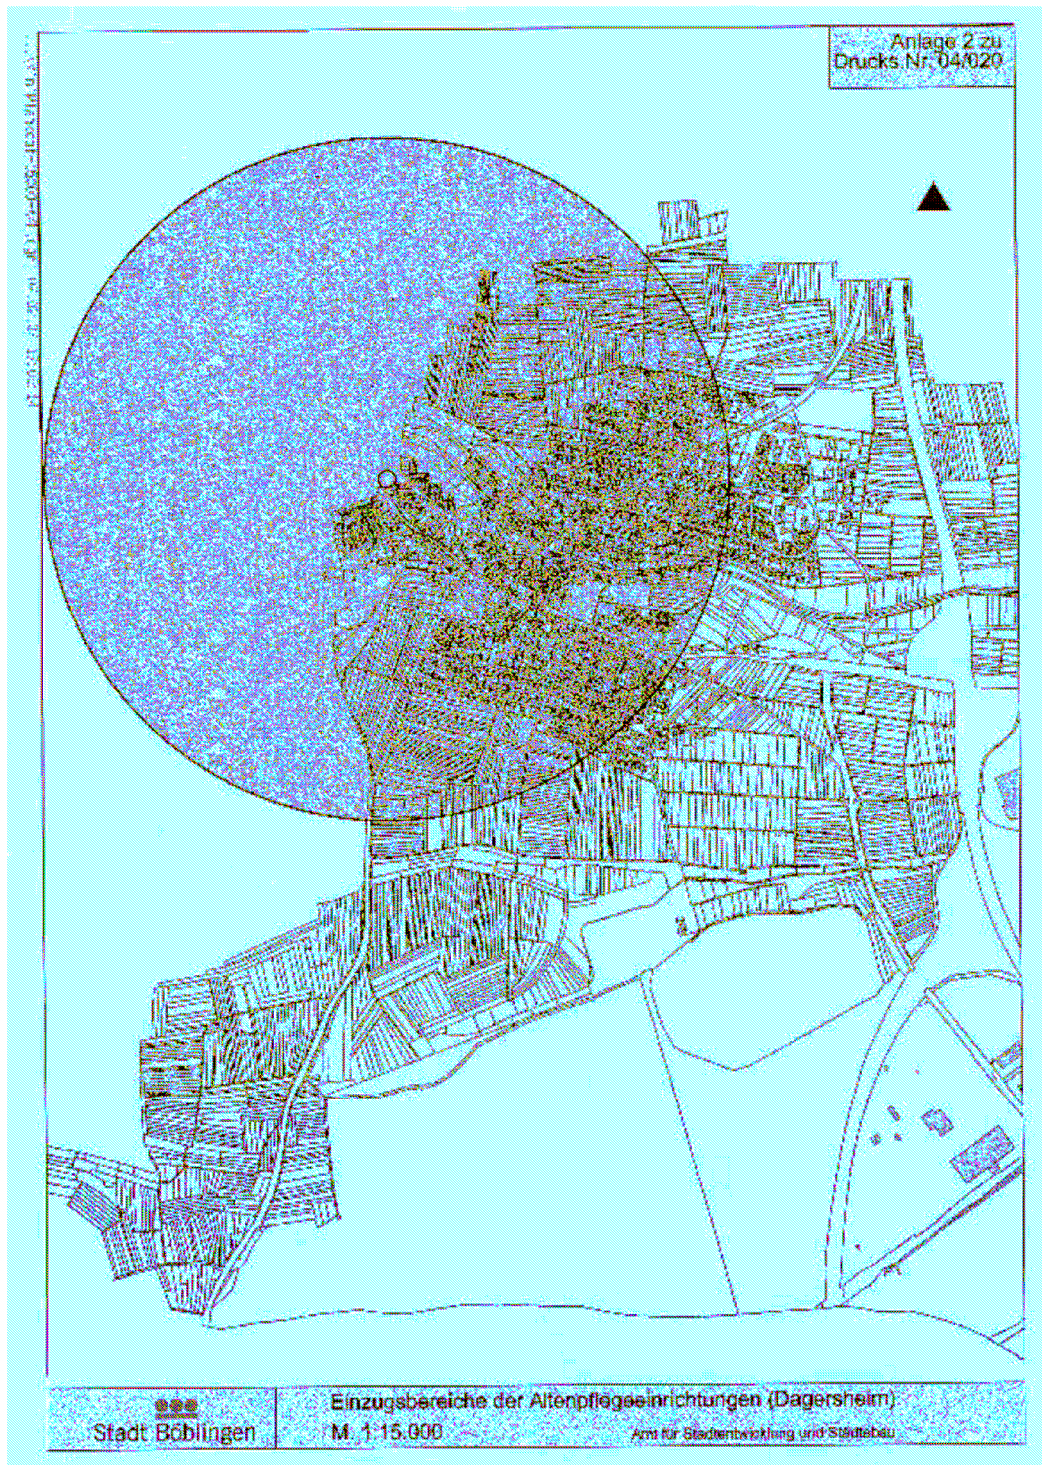 Anlage 2 zu
Drucks.Nr. 04/020
Stadt Böblingen
Einzugsbereiche der Altenpflegeeinrichtungen (Dagersheim)
M. 1:15.000
Amt für Stadtentwicklung und Städtebau